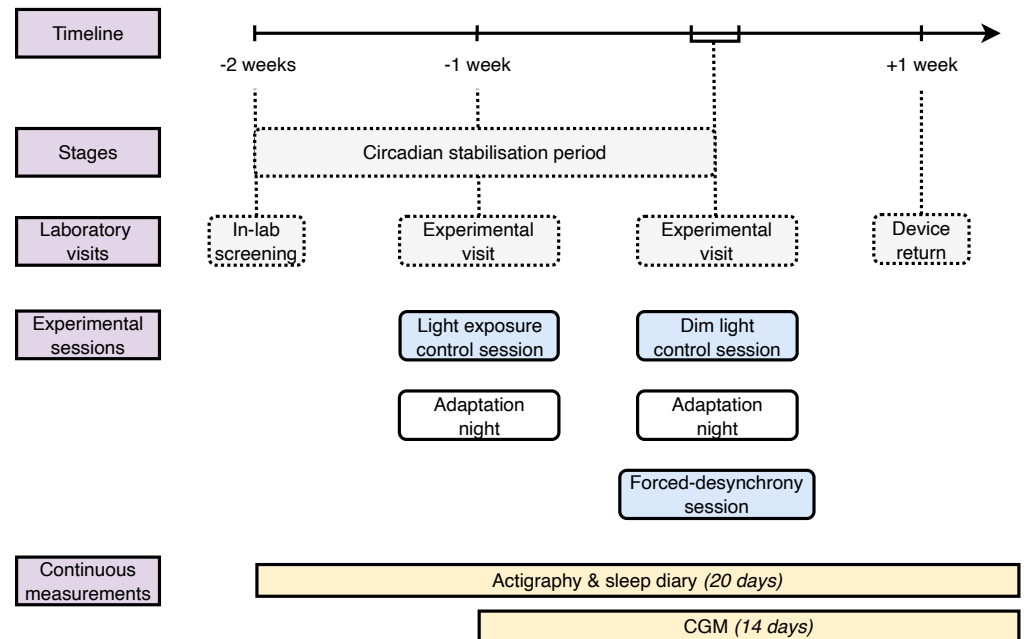 Timeline
-2 weeks
-1 week
+1 week
Stages
Circadian stabilisation period
Laboratory
visits
In-lab
screening
Experimental
visit
Experimental
visit
Device
return
Experimental
sessions
Light exposure
control session
Dim light
control session
Adaptation
night
Adaptation
night
Forced-desynchrony
session
Continuous
measurements
Actigraphy & sleep diary (20 days)
CGM (14 days)